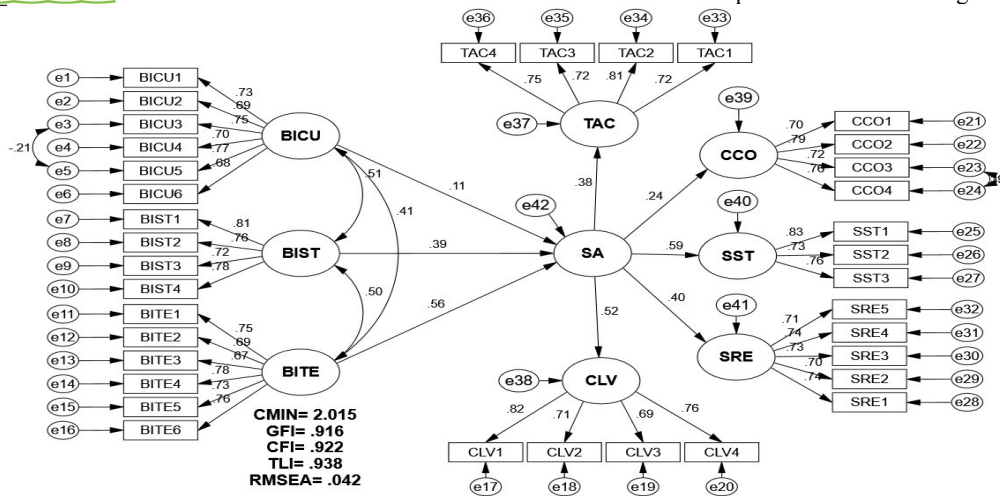 e36 e35 e34 e33
TAC4 TAC3 TAC2 TAC1
.75 .72 .81 .72
e37 TAC
e1 BICU1
e2 BICU2
e3 BICU3
e4 BICU4
e5 BICU5
e6 BICU6
-.21
.73
.69
.75
.70
.77
.68
BICU
e7 BIST1
e8 BIST2
e9 BIST3
e10 BIST4
.81
.76
.72
.78
BIST
e11 BITE1
e12 BITE2
e13 BITE3
e14 BITE4
e15 BITE5
e16 BITE6
.75
.69
.67
.78
.73
.76
BITE
.51
.41
.50
.11
.39
.56
e42
SA
.38
.24
.59
.40
.52
e39
CCO
.70
.79
.72
.76
CCO1 e21
CCO2 e22
CCO3 e23
CCO4 e24
e40
SST
.83
.73
.76
SST1 e25
SST2 e26
SST3 e27
e41
SRE
.71
.74
.73
.70
.74
SRE5 e32
SRE4 e31
SRE3 e30
SRE2 e29
SRE1 e28
e38 CLV
.82 .71 .69 .76
CLV1 CLV2 CLV3 CLV4
e17 e18 e19 e20
CMIN= 2.015
GFI= .916
CFI= .922
TLI= .938
RMSEA= .042